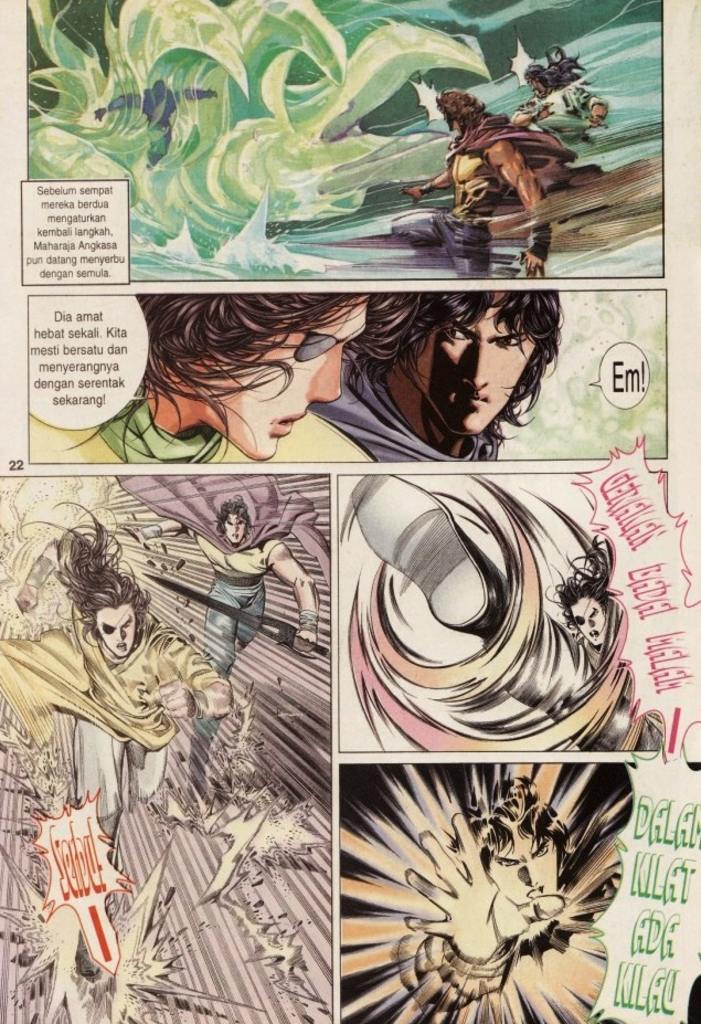 Sebelum sempat
mereka berdua
mengaturkan
kembali langkah,
Maharaja Angkasa
pun datang menyerbu
dengan semula.
Dia amat
hebat sekali. Kita
mesti bersatu dan
menyerangnya
dengan serentak
sekarang!
Em!
22
!
!
DALAM
KILAT
ADA
KILAU